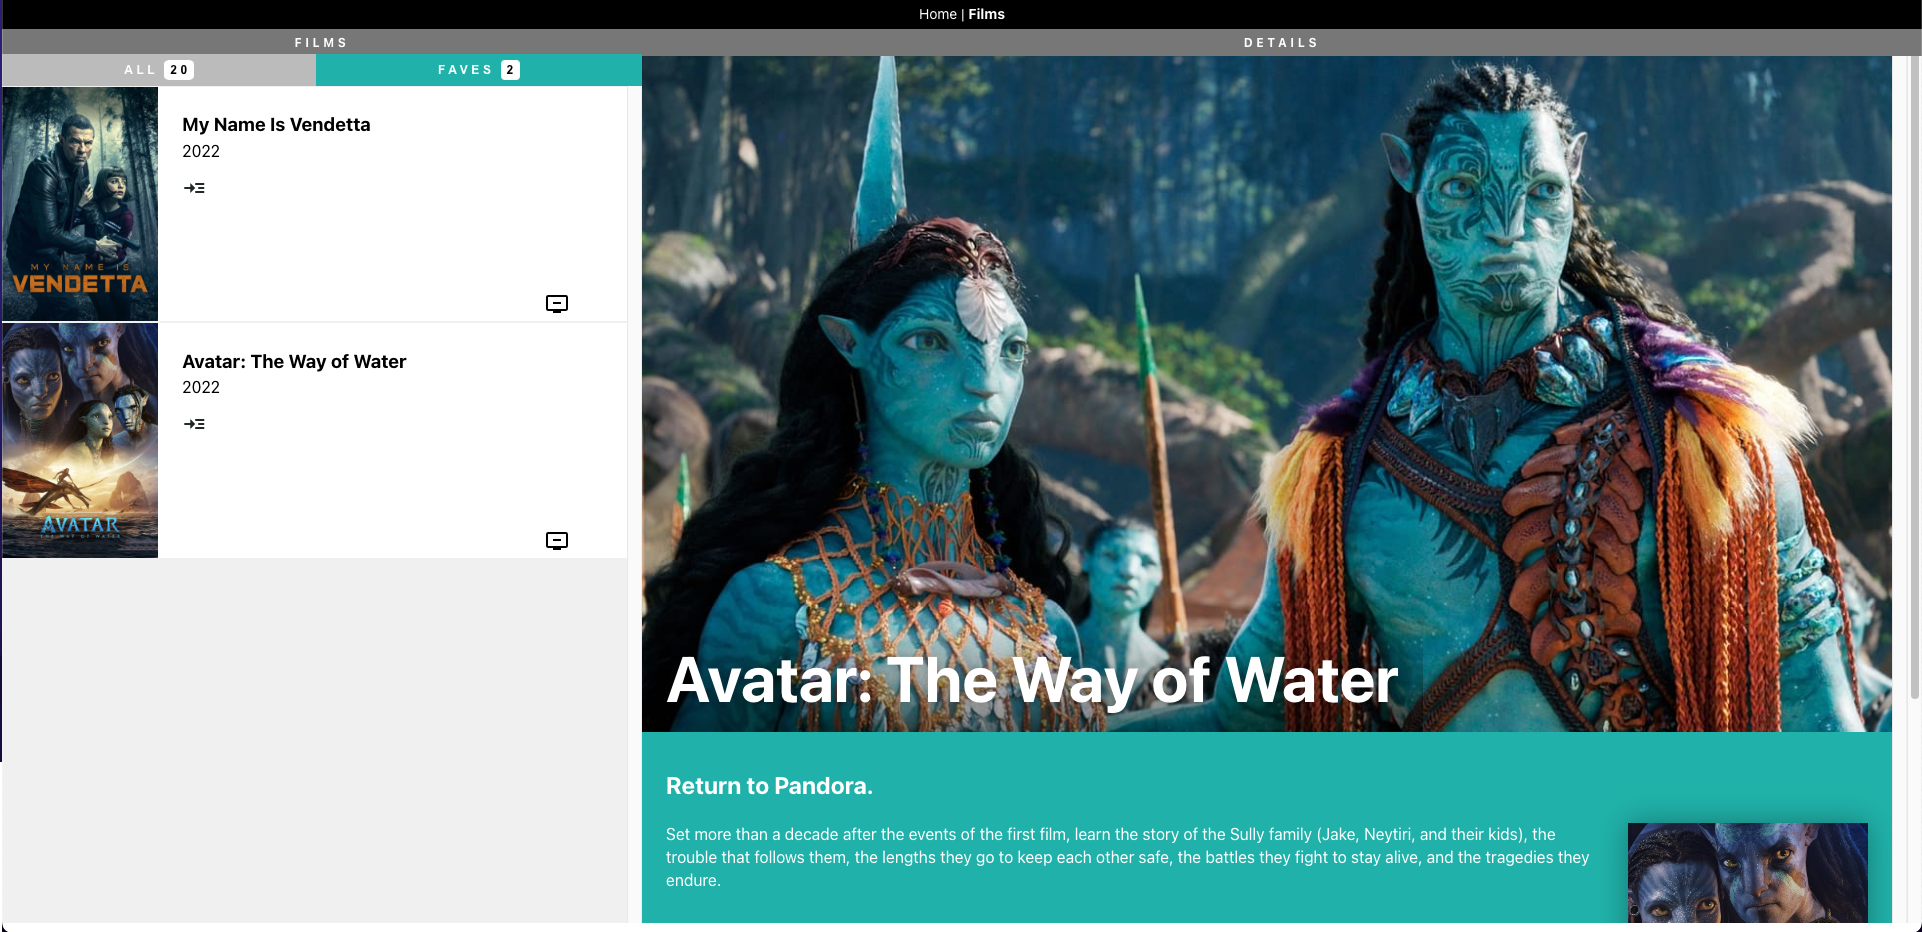 Home | Films
FILMS
DETAILS
ALL 20
FAVES 2
MY NAME IS
VENDETTA
My Name Is Vendetta
2022
AVATAR
THE WAY OF WATER
Avatar: The Way of Water
2022
Avatar: The Way of Water
Return to Pandora.
Set more than a decade after the events of the first film, learn the story of the Sully family (Jake, Neytiri, and their kids), the
trouble that follows them, the lengths they go to keep each other safe, the battles they fight to stay alive, and the tragedies they
endure.